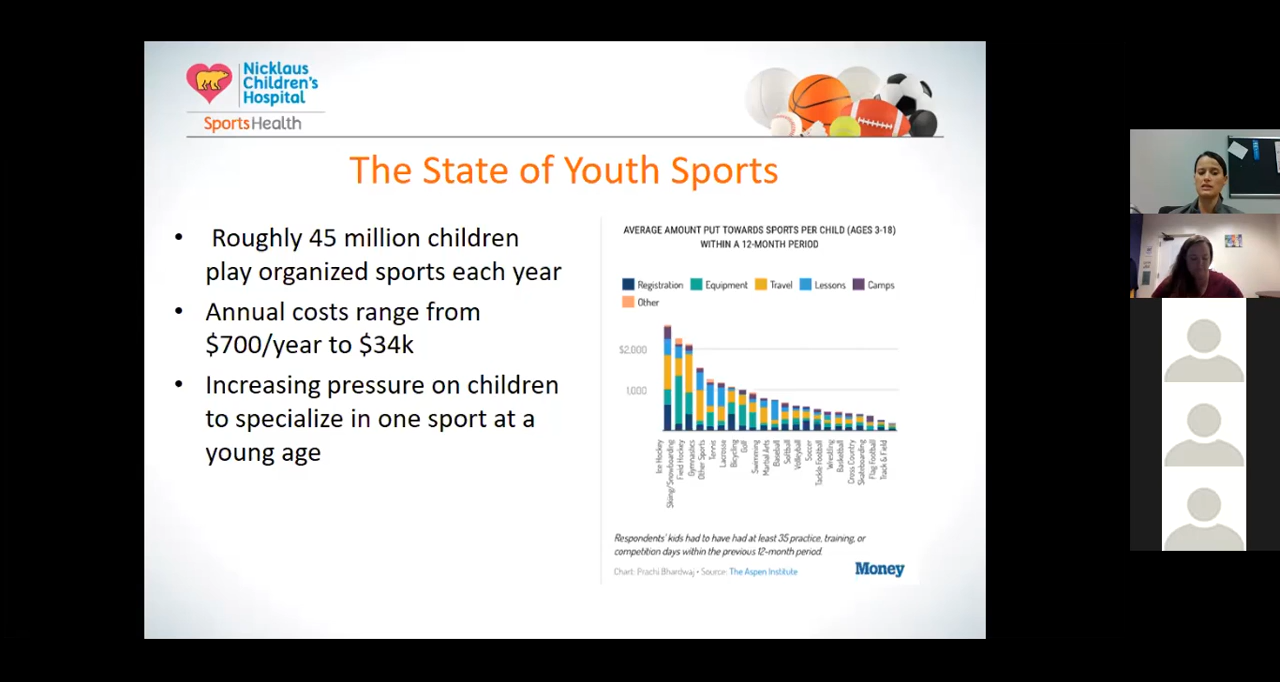 Nicklaus
Children's
Hospital
SportsHealth
The State of Youth Sports
• Roughly 45 million children
play organized sports each year
• Annual costs range from
$700/year to $34k
• Increasing pressure on children
to specialize in one sport at a
young age
AVERAGE AMOUNT PUT TOWARDS SPORTS PER CHILD (AGES 3-18)
WITHIN A 12-MONTH PERIOD
Registration Equipment Travel Lessons Camps
Other
$2,000
1,000
Ice Hockey
Skiing/Snowboarding
Field Hockey
Gymnastics
Other Sports
Tennis
Lacrosse
Bicycling
Golf
Swimming
Martial Arts
Baseball
Softball
Volleyball
Soccer
Tackle Football
Wrestling
Basketball
Cross Country
Skateboarding
Flag Football
Track & Field
Respondents' kids had to have had at least 35 practice, training, or
competition days within the previous 12-month period.
Chart: Prachi Bhardwaj • Source: The Aspen Institute
Money